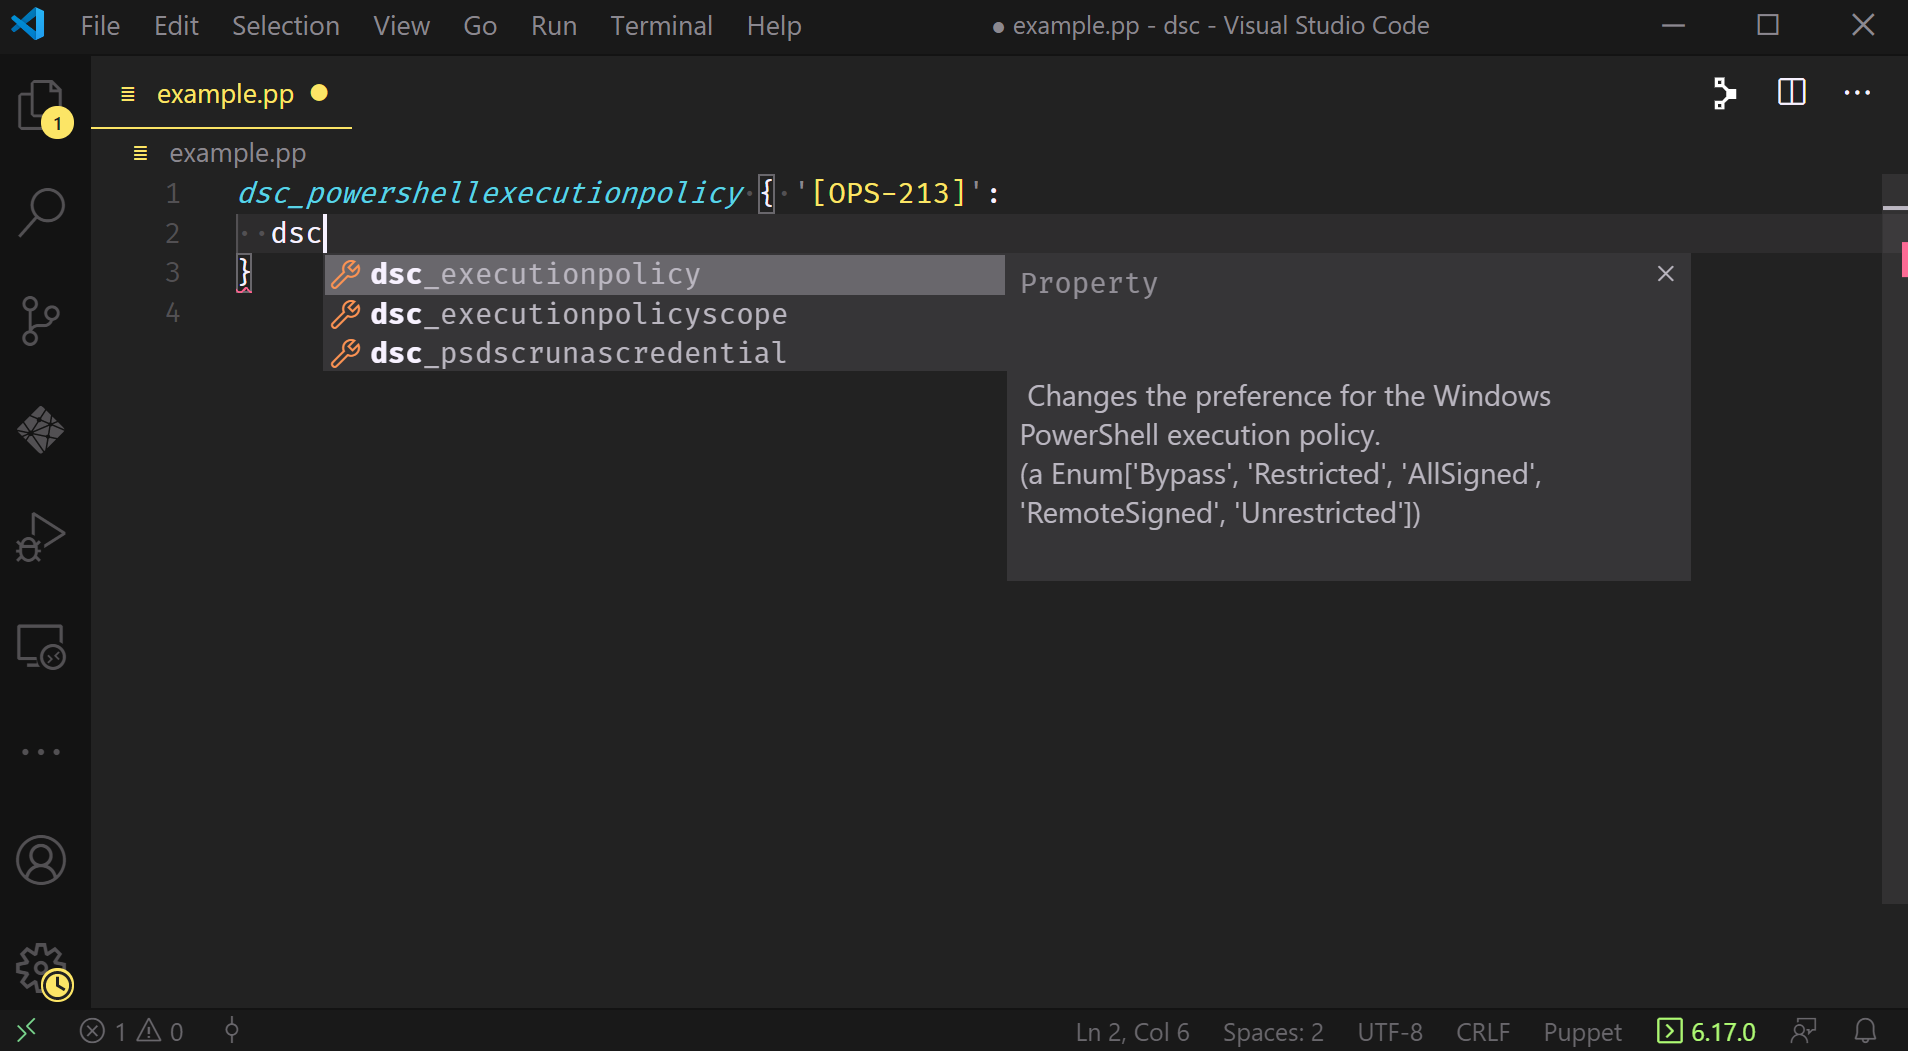 File Edit Selection View Go Run Terminal Help ● example.pp - dsc - Visual Studio Code
1
example.pp
example.pp
1 dsc_powershellexecutionpolicy { '[OPS-213]':
2 dsc
3 }
4
dsc_executionpolicy
dsc_executionpolicyscope
dsc_psdscrunascredential
Property
Changes the preference for the Windows
PowerShell execution policy.
(a Enum['Bypass', 'Restricted', 'AllSigned',
'RemoteSigned', 'Unrestricted'])
1 0 Ln 2, Col 6 Spaces: 2 UTF-8 CRLF Puppet 6.17.0